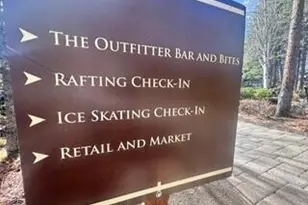 The Outfitter Bar and Bites
Rafting Check-In
Ice Skating Check-In
Retail and Market